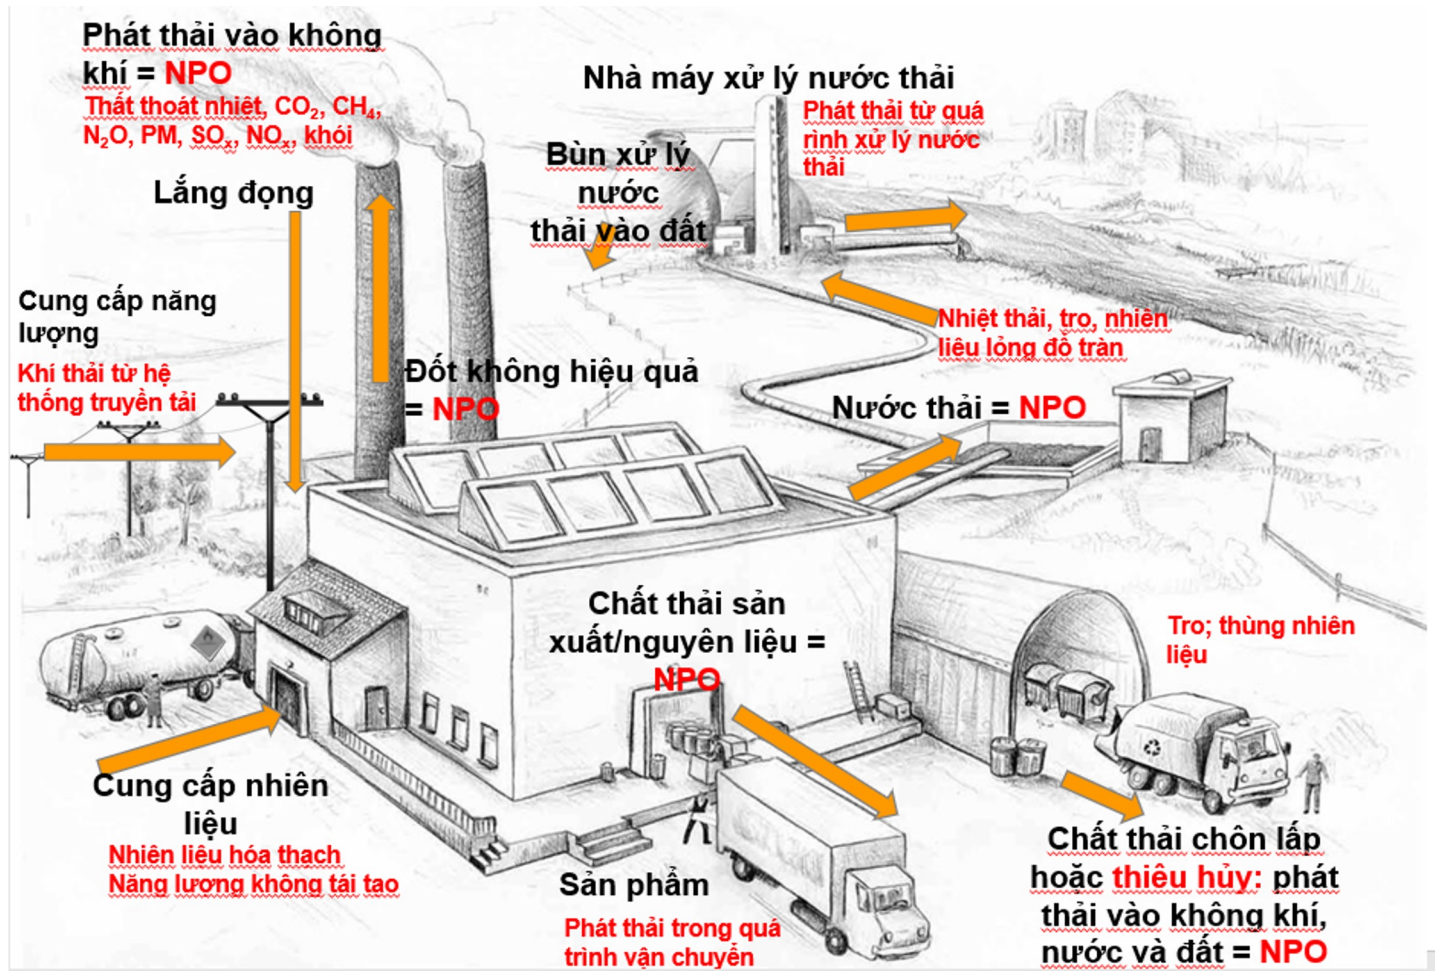 Phát thải vào không
khí = NPO
Thất thoát nhiệt, CO₂, CH₄,
N₂O, PM, SOₓ, NOₓ, khói
Nhà máy xử lý nước thải
Phát thải từ quá
rình xử lý nước
thải
Bùn xử lý
nước
thải vào đất
Lắng đọng
Cung cấp năng
lượng
Khí thải từ hệ
thống truyền tải
Nhiệt thải, tro, nhiên
liệu lỏng đổ tràn
Đốt không hiệu quả
= NPO
Nước thải = NPO
Chất thải sản
xuất/nguyên liệu =
NPO
Tro; thùng nhiên
liệu
Cung cấp nhiên
liệu
Nhiên liêu hóa thạch
Năng lượng không tái tao
Sản phẩm
Phát thải trong quá
trình vận chuyển
Chất thải chôn lấp
hoặc thiêu hủy: phát
thải vào không khí,
nước và đất = NPO